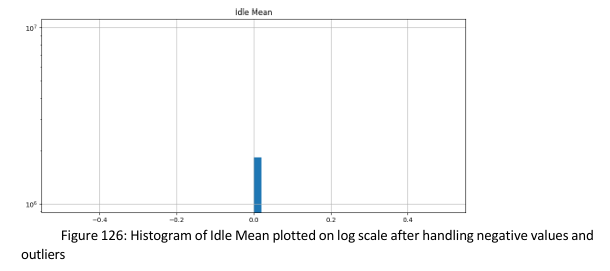 Idle Mean
10⁷
10⁶
−0.4 −0.2 0.0 0.2 0.4
Figure 126: Histogram of Idle Mean plotted on log scale after handling negative values and
outliers